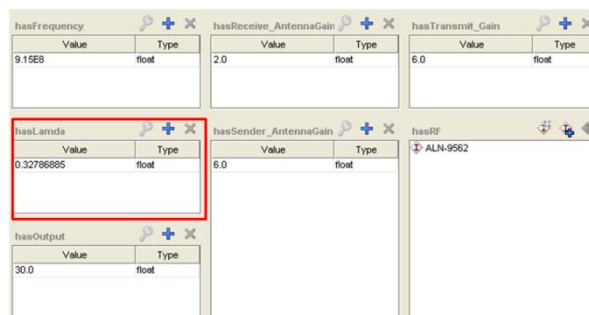 hasFrequency
Value Type
9.15E8 float
hasReceive_AntennaGain
Value Type
2.0 float
hasTransmit_Gain
Value Type
6.0 float
hasLamda
Value Type
0.32786885 float
hasSender_AntennaGain
Value Type
6.0 float
hasRF
ALN-9562
hasOutput
Value Type
30.0 float